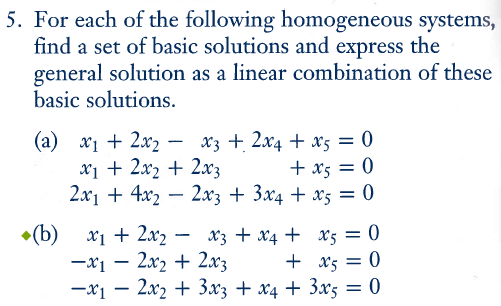 5. For each of the following homogeneous systems,
find a set of basic solutions and express the
general solution as a linear combination of these
basic solutions.
(a) x₁ + 2x₂ − x₃ + 2x₄ + x₅ = 0
x₁ + 2x₂ + 2x₃ + x₅ = 0
2x₁ + 4x₂ − 2x₃ + 3x₄ + x₅ = 0
◆(b) x₁ + 2x₂ − x₃ + x₄ + x₅ = 0
−x₁ − 2x₂ + 2x₃ + x₅ = 0
−x₁ − 2x₂ + 3x₃ + x₄ + 3x₅ = 0